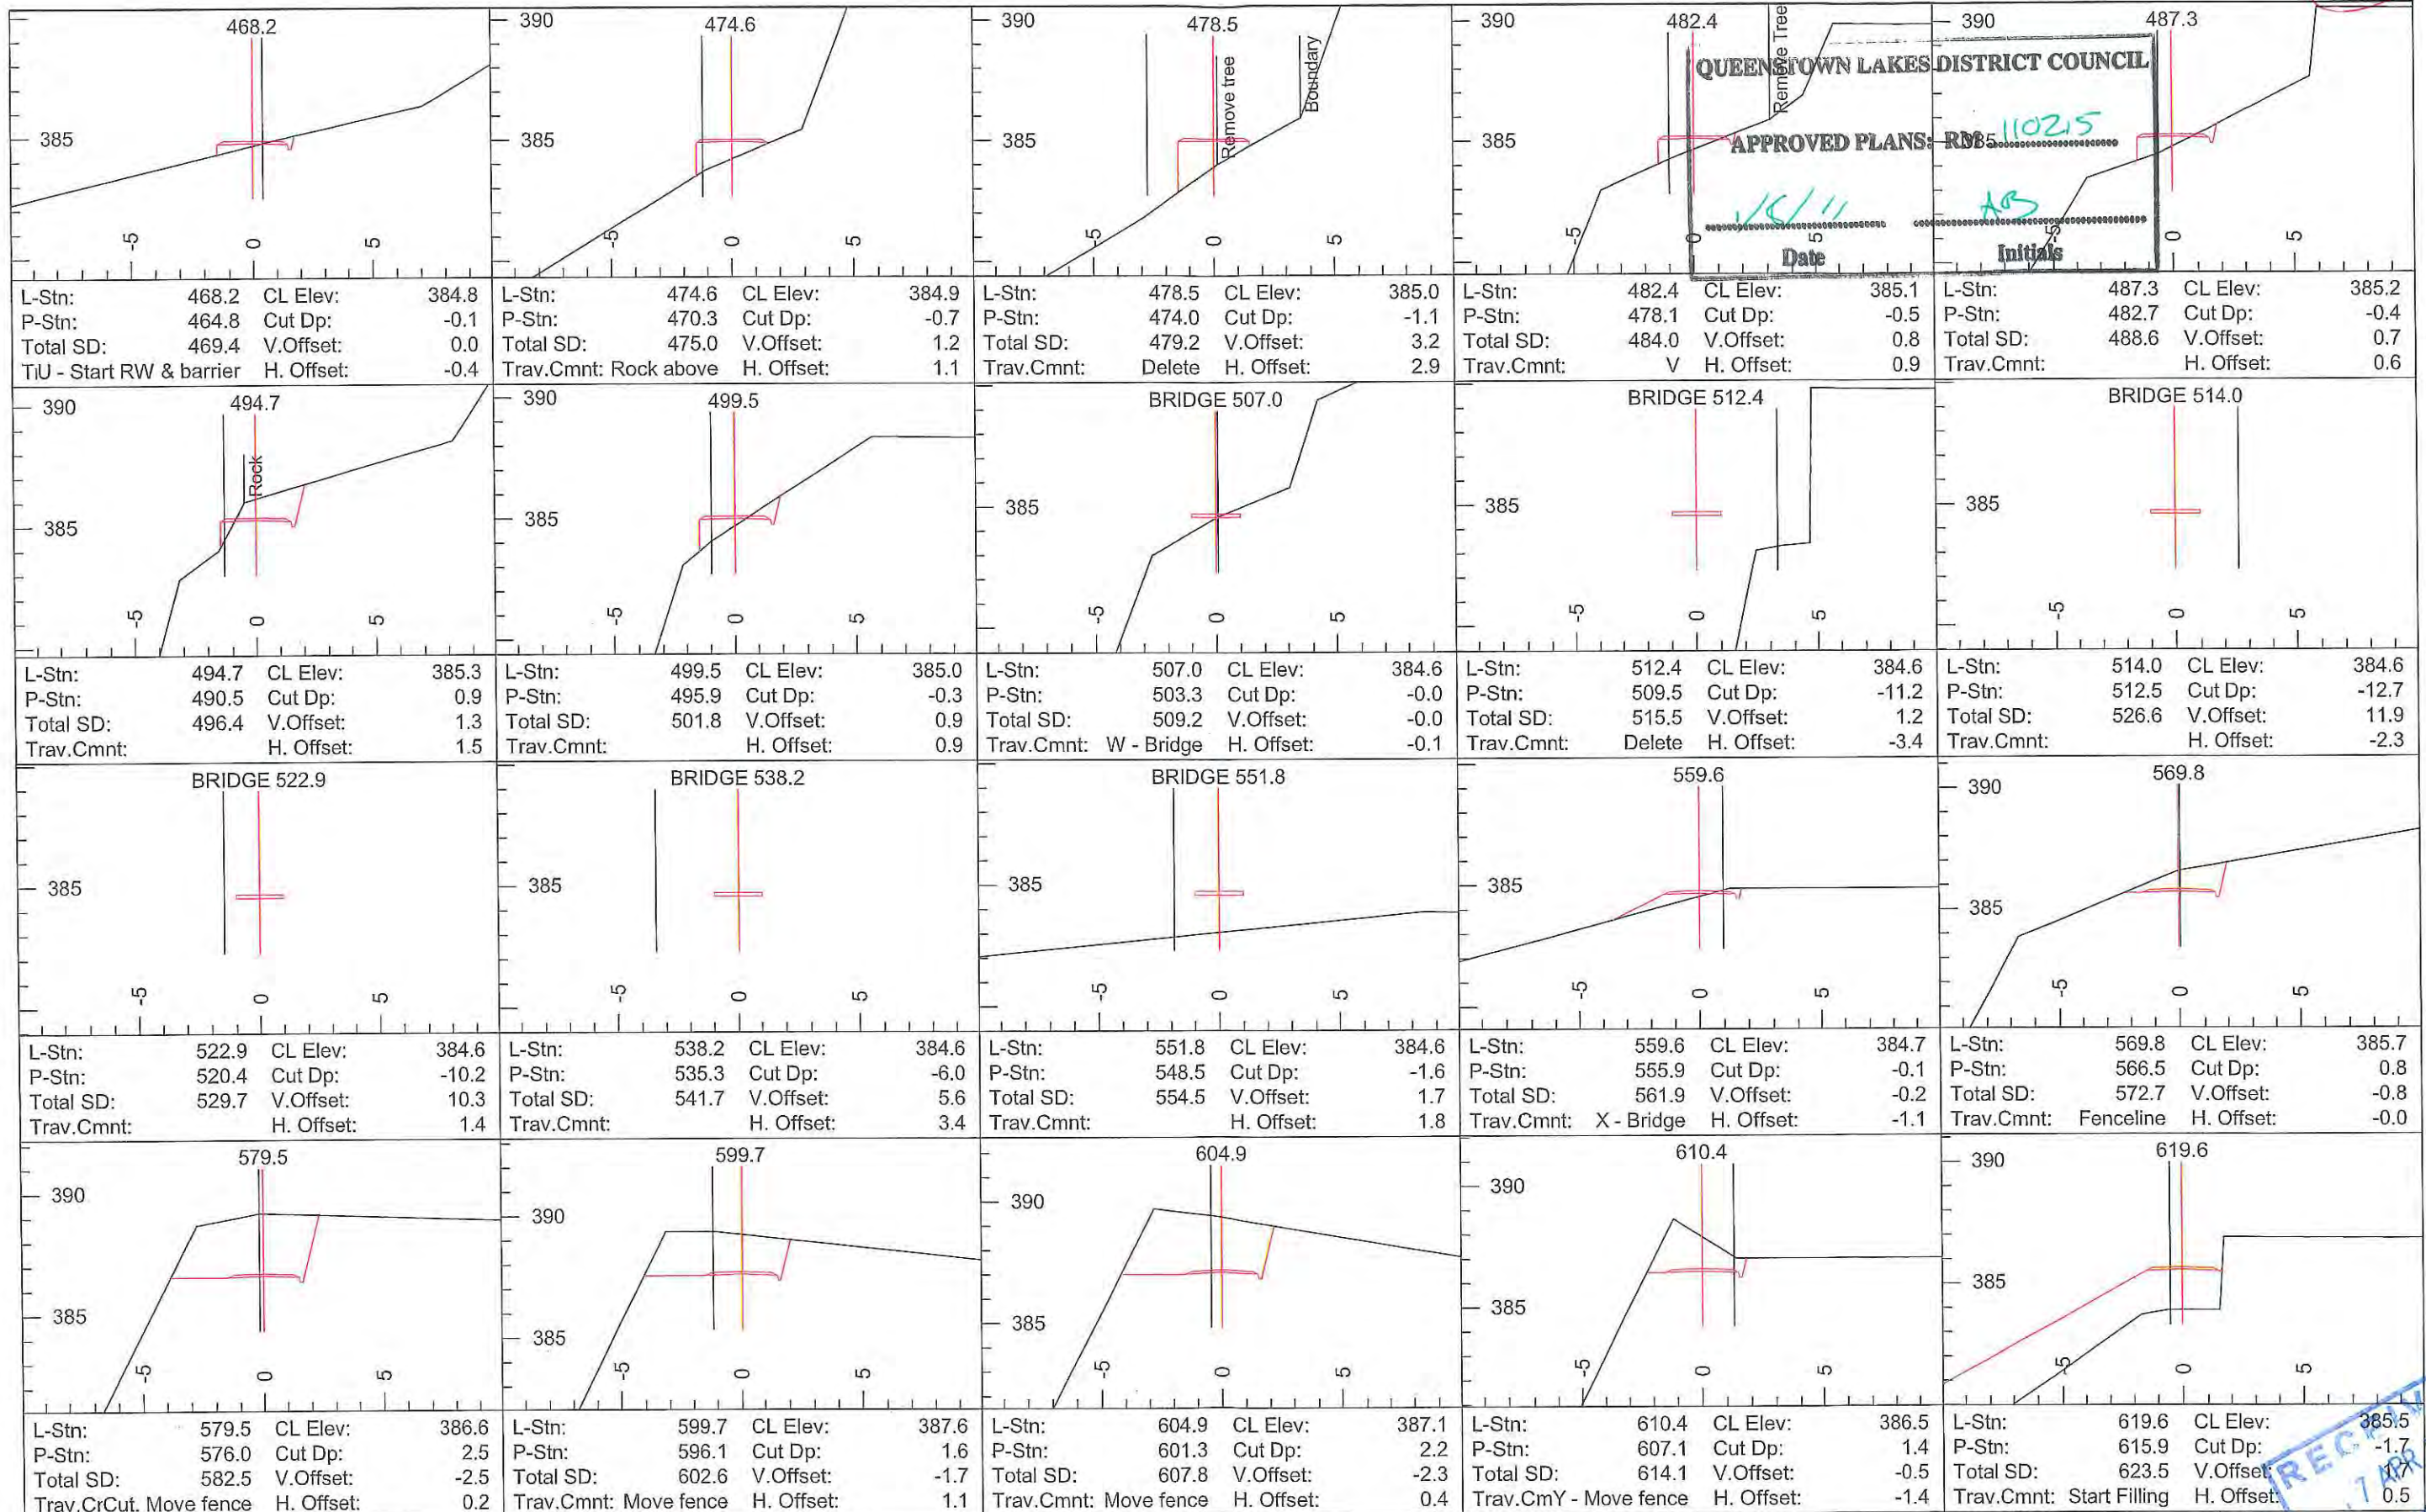 468.2
385
-5 0 5
L-Stn: 468.2 CL Elev: 384.8
P-Stn: 464.8 Cut Dp: -0.1
Total SD: 469.4 V.Offset: 0.0
TiU - Start RW & barrier H. Offset: -0.4
390
474.6
385
-5 0 5
L-Stn: 474.6 CL Elev: 384.9
P-Stn: 470.3 Cut Dp: -0.7
Total SD: 475.0 V.Offset: 1.2
Trav.Cmnt: Rock above H. Offset: 1.1
390
478.5
Remove tree
Boundary
385
-5 0 5
L-Stn: 478.5 CL Elev: 385.0
P-Stn: 474.0 Cut Dp: -1.1
Total SD: 479.2 V.Offset: 3.2
Trav.Cmnt: Delete H. Offset: 2.9
390
482.4
Remove Tree
385
-5 0 5
L-Stn: 482.4 CL Elev: 385.1
P-Stn: 478.1 Cut Dp: -0.5
Total SD: 484.0 V.Offset: 0.8
Trav.Cmnt: V H. Offset: 0.9
390
487.3
385
-5 0 5
QUEENSTOWN LAKES DISTRICT COUNCIL
APPROVED PLANS: RM 110215
1/8/11 AB
Date Initials
L-Stn: 487.3 CL Elev: 385.2
P-Stn: 482.7 Cut Dp: -0.4
Total SD: 488.6 V.Offset: 0.7
Trav.Cmnt: H. Offset: 0.6
390
494.7
Rock
385
-5 0 5
L-Stn: 494.7 CL Elev: 385.3
P-Stn: 490.5 Cut Dp: 0.9
Total SD: 496.4 V.Offset: 1.3
Trav.Cmnt: H. Offset: 1.5
390
499.5
385
-5 0 5
L-Stn: 499.5 CL Elev: 385.0
P-Stn: 495.9 Cut Dp: -0.3
Total SD: 501.8 V.Offset: 0.9
Trav.Cmnt: H. Offset: 0.9
BRIDGE 507.0
385
-5 0 5
L-Stn: 507.0 CL Elev: 384.6
P-Stn: 503.3 Cut Dp: -0.0
Total SD: 509.2 V.Offset: -0.0
Trav.Cmnt: W - Bridge H. Offset: -0.1
BRIDGE 512.4
385
-5 0 5
L-Stn: 512.4 CL Elev: 384.6
P-Stn: 509.5 Cut Dp: -11.2
Total SD: 515.5 V.Offset: 1.2
Trav.Cmnt: Delete H. Offset: -3.4
BRIDGE 514.0
385
-5 0 5
L-Stn: 514.0 CL Elev: 384.6
P-Stn: 512.5 Cut Dp: -12.7
Total SD: 526.6 V.Offset: 11.9
Trav.Cmnt: H. Offset: -2.3
BRIDGE 522.9
385
-5 0 5
L-Stn: 522.9 CL Elev: 384.6
P-Stn: 520.4 Cut Dp: -10.2
Total SD: 529.7 V.Offset: 10.3
Trav.Cmnt: H. Offset: 1.4
BRIDGE 538.2
385
-5 0 5
L-Stn: 538.2 CL Elev: 384.6
P-Stn: 535.3 Cut Dp: -6.0
Total SD: 541.7 V.Offset: 5.6
Trav.Cmnt: H. Offset: 3.4
BRIDGE 551.8
385
-5 0 5
L-Stn: 551.8 CL Elev: 384.6
P-Stn: 548.5 Cut Dp: -1.6
Total SD: 554.5 V.Offset: 1.7
Trav.Cmnt: H. Offset: 1.8
559.6
385
-5 0 5
L-Stn: 559.6 CL Elev: 384.7
P-Stn: 555.9 Cut Dp: -0.1
Total SD: 561.9 V.Offset: -0.2
Trav.Cmnt: X - Bridge H. Offset: -1.1
390
569.8
385
-5 0 5
L-Stn: 569.8 CL Elev: 385.7
P-Stn: 566.5 Cut Dp: 0.8
Total SD: 572.7 V.Offset: -0.8
Trav.Cmnt: Fenceline H. Offset: -0.0
579.5
390
385
-5 0 5
L-Stn: 579.5 CL Elev: 386.6
P-Stn: 576.0 Cut Dp: 2.5
Total SD: 582.5 V.Offset: -2.5
Trav.CrCut. Move fence H. Offset: 0.2
599.7
390
385
-5 0 5
L-Stn: 599.7 CL Elev: 387.6
P-Stn: 596.1 Cut Dp: 1.6
Total SD: 602.6 V.Offset: -1.7
Trav.Cmnt: Move fence H. Offset: 1.1
604.9
390
385
-5 0 5
L-Stn: 604.9 CL Elev: 387.1
P-Stn: 601.3 Cut Dp: 2.2
Total SD: 607.8 V.Offset: -2.3
Trav.Cmnt: Move fence H. Offset: 0.4
610.4
390
385
-5 0 5
L-Stn: 610.4 CL Elev: 386.5
P-Stn: 607.1 Cut Dp: 1.4
Total SD: 614.1 V.Offset: -0.5
Trav.CmY - Move fence H. Offset: -1.4
390
619.6
385
-5 0 5
L-Stn: 619.6 CL Elev: 385.5
P-Stn: 615.9 Cut Dp: -1.7
Total SD: 623.5 V.Offset:
Trav.Cmnt: Start Filling H. Offset: 0.5
17 APR